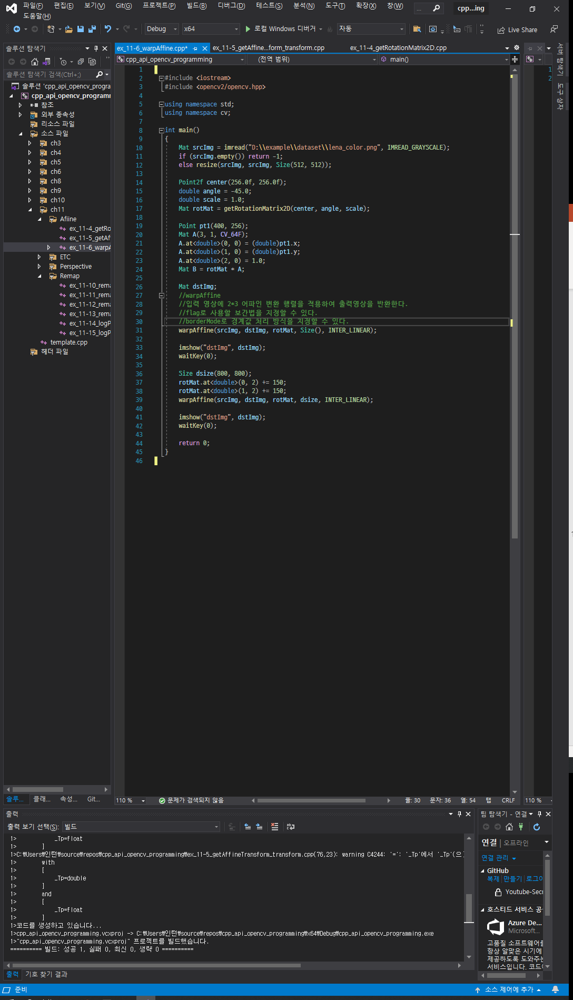 파일(F) 편집(E) 보기(V) Git(G) 프로젝트(P) 빌드(B) 디버그(D) 테스트(S) 분석(N) 도구(T) 확장(X) 창(W) ... cpp...ing
도움말(H)
Debug x64 로컬 Windows 디버거 자동 Live Share
솔루션 탐색기
솔루션 탐색기 검색(Ctrl+;)
솔루션 'cpp_api_opencv_progra
cpp_api_opencv_programm
참조
외부 종속성
리소스 파일
소스 파일
ch3
ch4
ch5
ch6
ch8
ch9
ch10
ch11
Afiine
ex_11-4_getRo
ex_11-5_getAf
ex_11-6_warpA
ETC
Perspective
Remap
ex_11-10_rema
ex_11-11_rema
ex_11-12_rema
ex_11-13_rema
ex_11-14_logP
ex_11-15_logP
template.cpp
헤더 파일
솔루... 클래... 속성... Git...
ex_11-6_warpAffine.cpp* ex_11-5_getAffine...form_transform.cpp ex_11-4_getRotationMatrix2D.cpp
cpp_api_opencv_programming (전역 범위) main()
1
2 #include <iostream>
3 #include <opencv2/opencv.hpp>
4
5 using namespace std;
6 using namespace cv;
7
8 int main()
9 {
10 Mat srcImg = imread("D:\\example\\dataset\\lena_color.png", IMREAD_GRAYSCALE);
11 if (srcImg.empty()) return -1;
12 else resize(srcImg, srcImg, Size(512, 512));
13
14 Point2f center(256.0f, 256.0f);
15 double angle = -45.0;
16 double scale = 1.0;
17 Mat rotMat = getRotationMatrix2D(center, angle, scale);
18
19 Point pt1(400, 256);
20 Mat A(3, 1, CV_64F);
21 A.at<double>(0, 0) = (double)pt1.x;
22 A.at<double>(1, 0) = (double)pt1.y;
23 A.at<double>(2, 0) = 1.0;
24 Mat B = rotMat * A;
25
26 Mat dstImg;
27 //warpAffine
28 //입력 영상에 2*3 어파인 변환 행렬을 적용하여 출력영상을 반환한다.
29 //flag로 사용할 보간법을 지정할 수 있다.
30 //borderMode로 경계값 처리 방식을 지정할 수 있다.
31 warpAffine(srcImg, dstImg, rotMat, Size(), INTER_LINEAR);
32
33 imshow("dstImg", dstImg);
34 waitKey(0);
35
36 Size dsize(800, 800);
37 rotMat.at<double>(0, 2) += 150;
38 rotMat.at<double>(1, 2) += 150;
39 warpAffine(srcImg, dstImg, rotMat, dsize, INTER_LINEAR);
40
41 imshow("dstImg", dstImg);
42 waitKey(0);
43
44 return 0;
45 }
46
110 % 문제가 검색되지 않음 줄: 30 문자: 36 열: 54 탭 CRLF
1
2
110 %
서버 탐색기
도구 상자
출력
출력 보기 선택(S): 빌드
1> _Tp=float
1> ]
1>C:\Users\인턴\source\repos\cpp_api_opencv_programming\ex_11-5_getAffineTransform_transform.cpp(76,23): warning C4244: '=': '_Tp'에서 '_Tp'(으
1> with
1> [
1> _Tp=double
1> ]
1> and
1> [
1> _Tp=float
1> ]
1>코드를 생성하고 있습니다...
1>cpp_api_opencv_programming.vcxproj -> C:\Users\인턴\source\repos\cpp_api_opencv_programming\x64\Debug\cpp_api_opencv_programming.exe
1>"cpp_api_opencv_programming.vcxproj" 프로젝트를 빌드했습니다.
========== 빌드: 성공 1, 실패 0, 최신 0, 생략 0 ==========
출력 기호 찾기 결과
팀 탐색기 - 연결
연결 | 오프라인
연결 관리
GitHub
복제 | 만들기 | 로그아
Youtube-Secr
호스티드 서비스 공
Azure De...
Microsoft...
고품질 소프트웨어를
항상 알맞은 시기에
제공하도록 도와주는
서비스입니다. 코드
준비 소스 제어에 추가